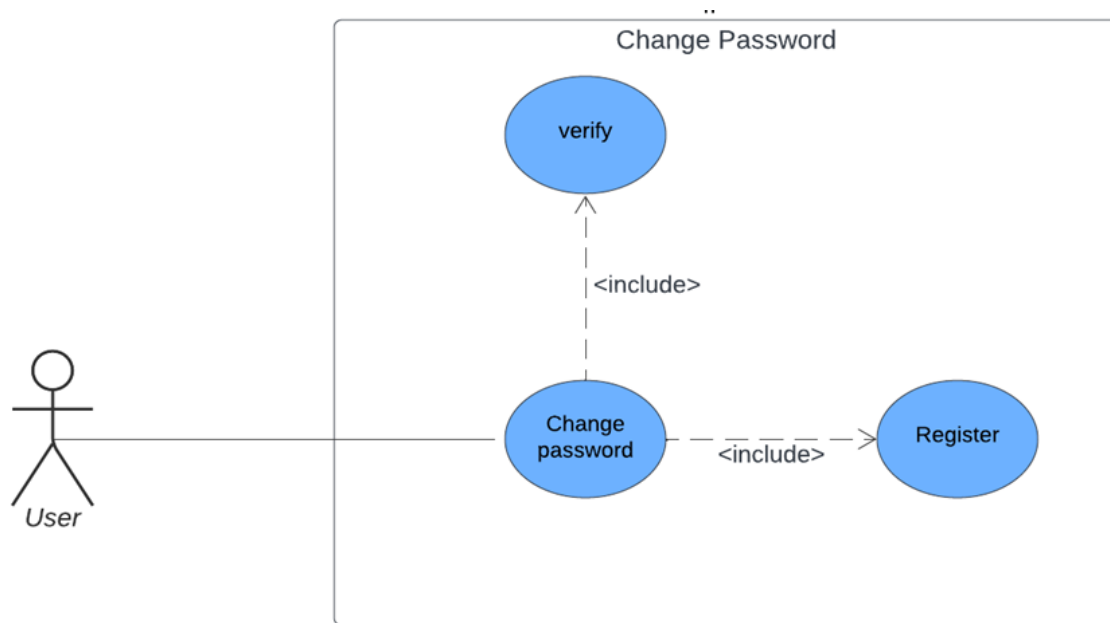 Change Password
verify
<include>
Change
password
<include>
Register
User